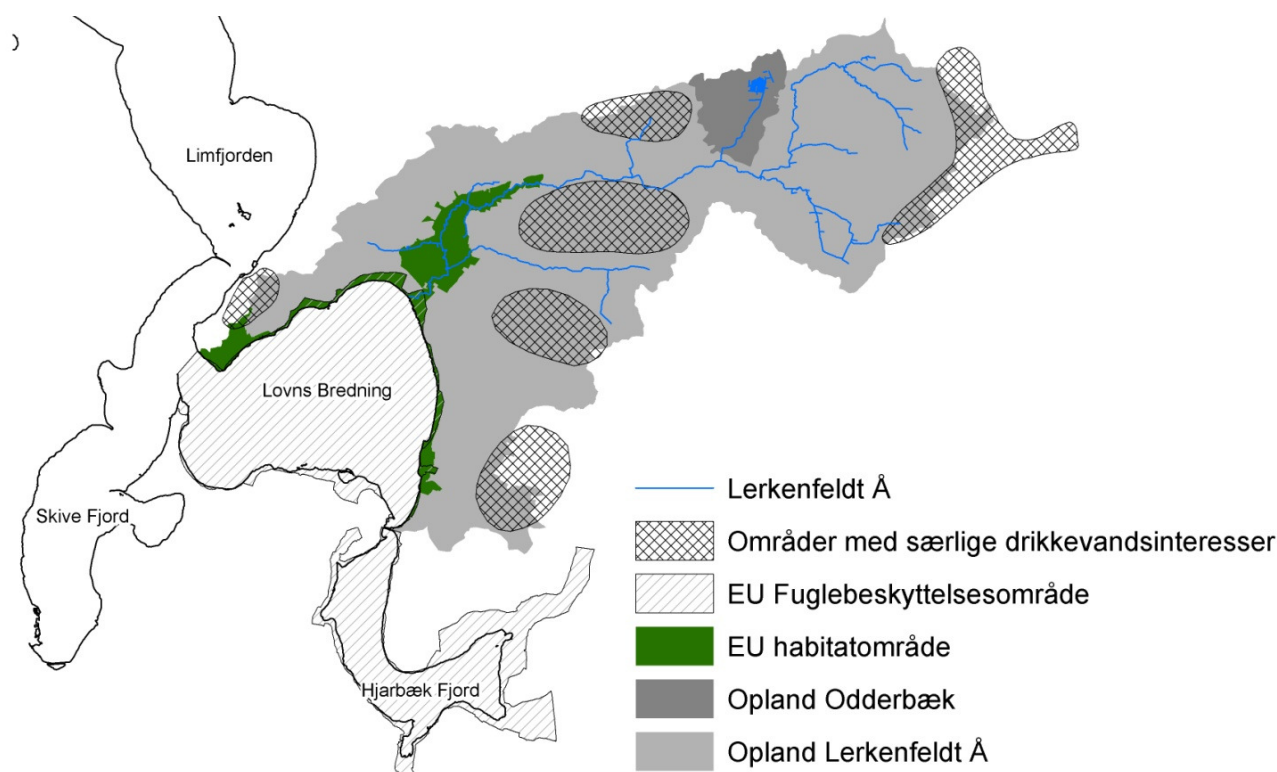 Limfjorden
Lovns Bredning
Skive Fjord
Hjarbæk Fjord
Lerkenfeldt Å
Områder med særlige drikkevandsinteresser
EU Fuglebeskyttelsesområde
EU habitatområde
Opland Odderbæk
Opland Lerkenfeldt Å